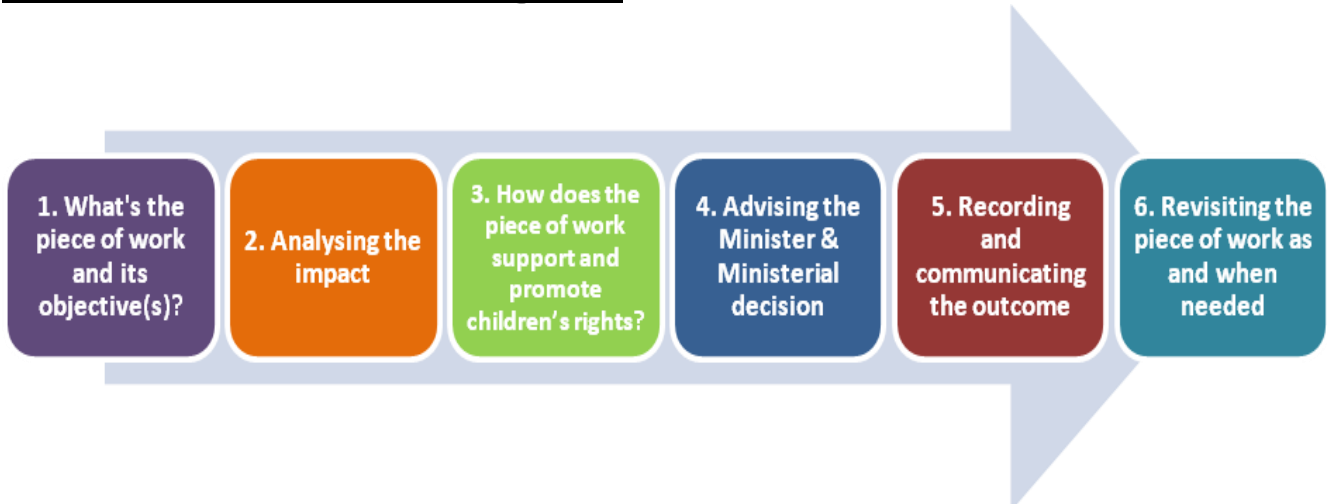 1. What's the
piece of work
and its
objective(s)?
2. Analysing the
impact
3. How does the
piece of work
support and
promote
children’s rights?
4. Advising the
Minister &
Ministerial
decision
5. Recording
and
communicating
the outcome
6. Revisiting the
piece of work as
and when
needed